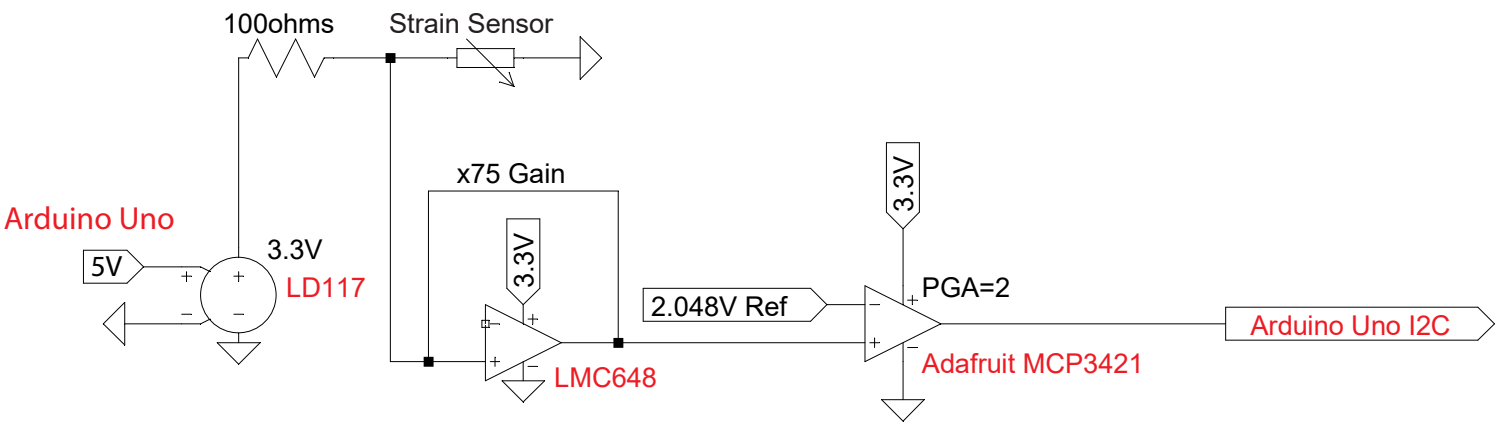 100ohms
Strain Sensor
x75 Gain
3.3V
Arduino Uno
5V
3.3V
LD117
3.3V
PGA=2
2.048V Ref
Arduino Uno I2C
Adafruit MCP3421
LMC648